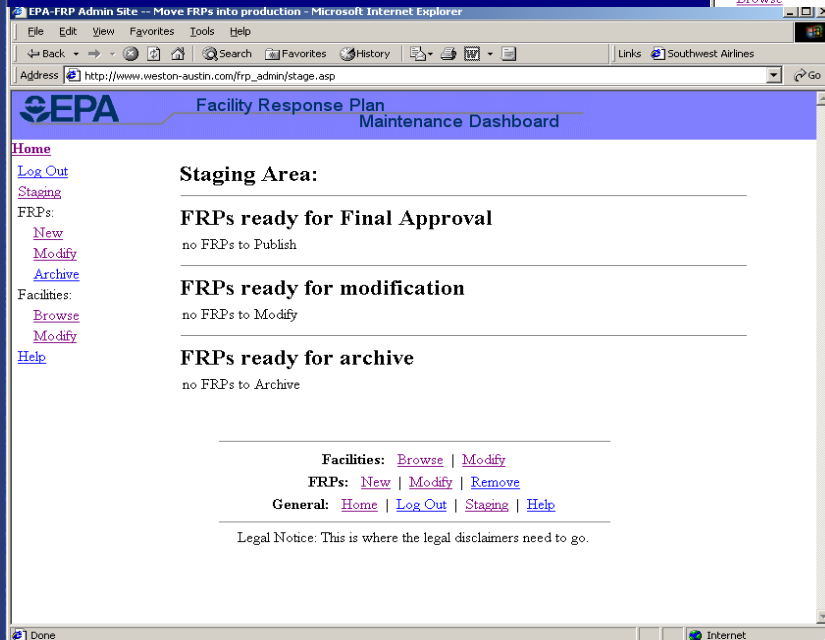 Browse
EPA-FRP Admin Site -- Move FRPs into production - Microsoft Internet Explorer
File Edit View Favorites Tools Help
Back Search Favorites History Links Southwest Airlines
Address http://www.weston-austin.com/frp_admin/stage.asp Go
EPA Facility Response Plan
Maintenance Dashboard
Home
Log Out
Staging
FRPs:
New
Modify
Archive
Facilities:
Browse
Modify
Help
Staging Area:
FRPs ready for Final Approval
no FRPs to Publish
FRPs ready for modification
no FRPs to Modify
FRPs ready for archive
no FRPs to Archive
Facilities: Browse | Modify
FRPs: New | Modify | Remove
General: Home | Log Out | Staging | Help
Legal Notice: This is where the legal disclaimers need to go.
Done Internet